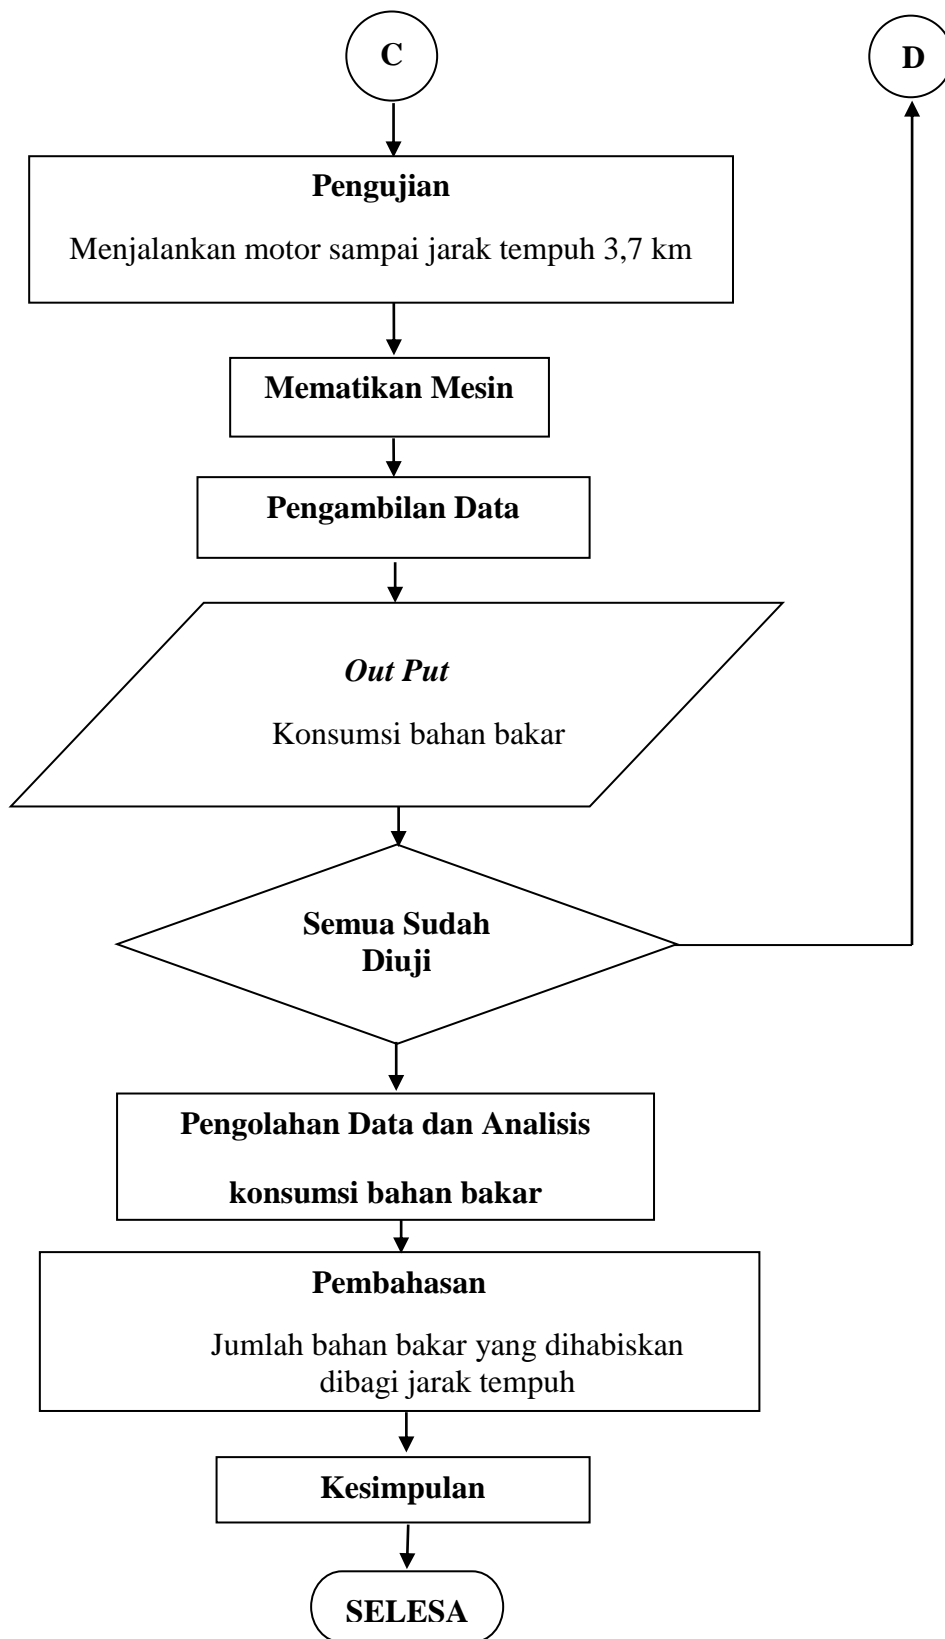 C
D
Pengujian
Menjalankan motor sampai jarak tempuh 3,7 km
Mematikan Mesin
Pengambilan Data
Out Put
Konsumsi bahan bakar
Semua Sudah
Diuji
Pengolahan Data dan Analisis
konsumsi bahan bakar
Pembahasan
Jumlah bahan bakar yang dihabiskan
dibagi jarak tempuh
Kesimpulan
SELESA